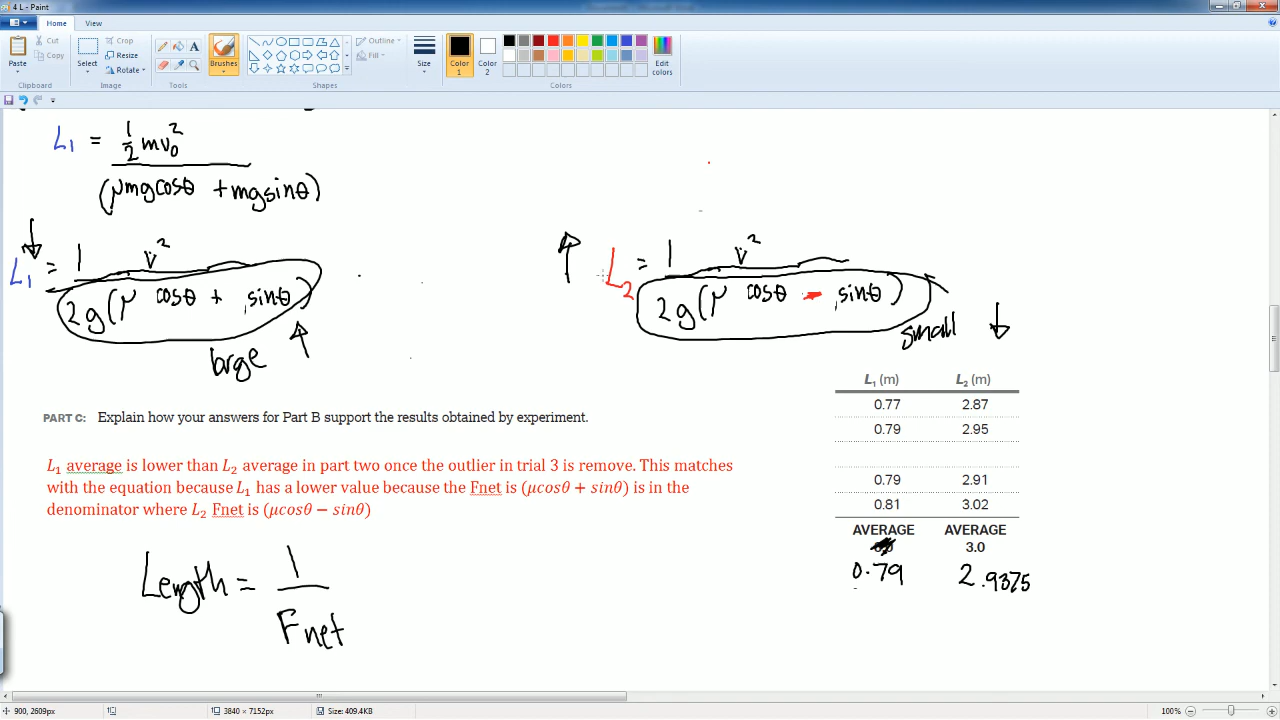 4 L - Paint
Home View
Paste Cut Copy Clipboard
Select Crop Resize Rotate Image
Tools
Brushes
Shapes
Outline Fill
Size
Color 1 Color 2 Edit colors Colors
L₁ = ½mv₀²
(μmgcosθ + mgsinθ)
L₁ = 1 v²
2g(μ cosθ + sinθ)
large
L₂ = 1 v²
2g(μ cosθ - sinθ)
small
L₁ (m) L₂ (m)
0.77 2.87
0.79 2.95
0.79 2.91
0.81 3.02
AVERAGE AVERAGE
3.0
0.79 2.9375
PART C: Explain how your answers for Part B support the results obtained by experiment.
L₁ average is lower than L₂ average in part two once the outlier in trial 3 is remove. This matches
with the equation because L₁ has a lower value because the Fnet is (μcosθ + sinθ) is in the
denominator where L₂ Fnet is (μcosθ − sinθ)
Length = 1
Fnet
900, 2609px 3840 × 7152px Size: 409.4KB 100%